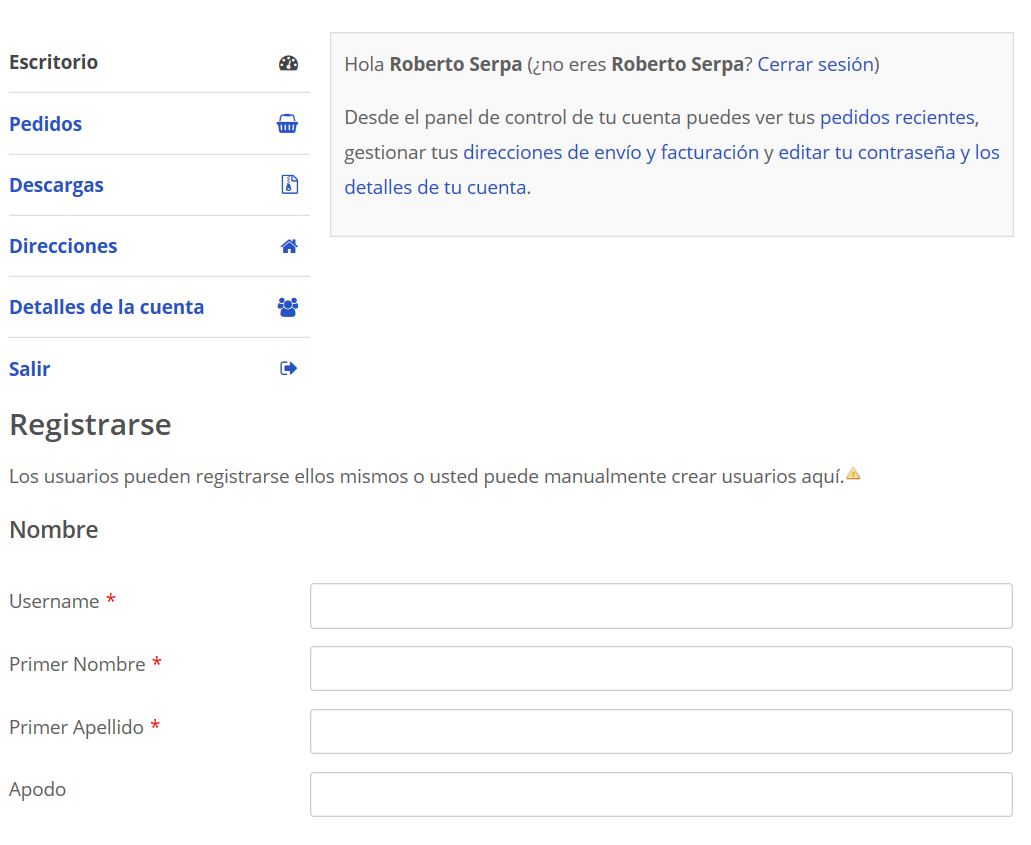 Escritorio
Pedidos
Descargas
Direcciones
Detalles de la cuenta
Salir
Hola Roberto Serpa (¿no eres Roberto Serpa? Cerrar sesión)
Desde el panel de control de tu cuenta puedes ver tus pedidos recientes,
gestionar tus direcciones de envío y facturación y editar tu contraseña y los
detalles de tu cuenta.
Registrarse
Los usuarios pueden registrarse ellos mismos o usted puede manualmente crear usuarios aquí.
Nombre
Username *
Primer Nombre *
Primer Apellido *
Apodo